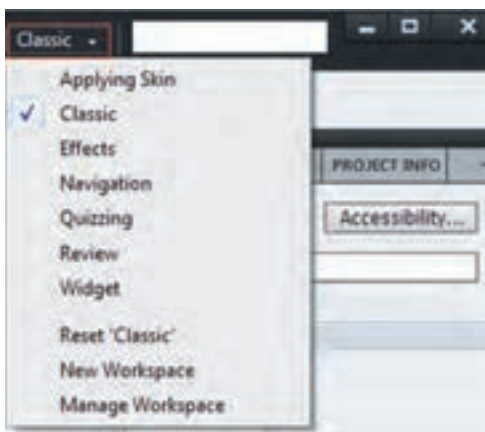 Classic
Applying Skin
Classic
Effects
Navigation
Quizzing
Review
Widget
Reset 'Classic'
New Workspace
Manage Workspace
PROJECT INFO
Accessibility...